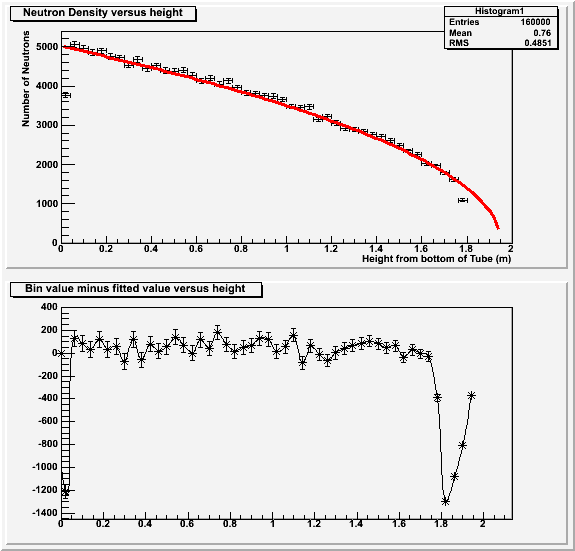 Neutron Density versus height
Histogram1
Entries 160000
Mean 0.76
RMS 0.4851
Number of Neutrons
5000
4000
3000
2000
1000
0
0 0.2 0.4 0.6 0.8 1 1.2 1.4 1.6 1.8 2
Height from bottom of Tube (m)
Bin value minus fitted value versus height
400
200
0
-200
-400
-600
-800
-1000
-1200
-1400
0 0.2 0.4 0.6 0.8 1 1.2 1.4 1.6 1.8 2